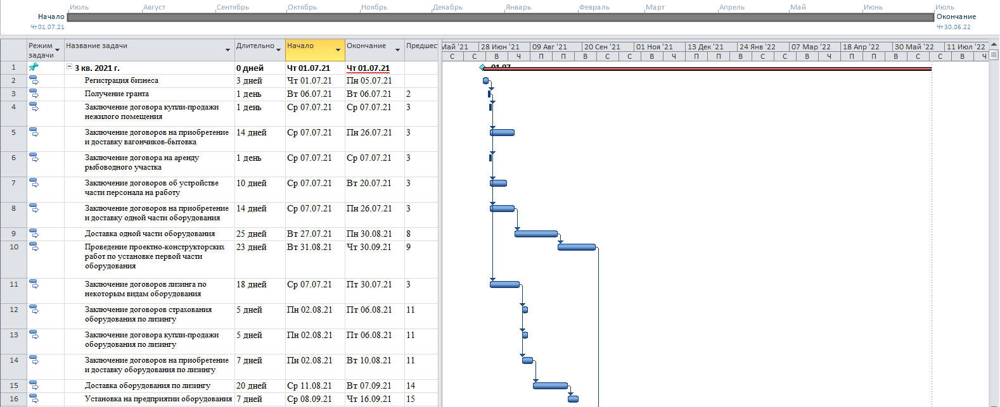 Июль Август Сентябрь Октябрь Ноябрь Декабрь Январь Февраль Март Апрель Май Июнь Июль
Начало Окончание
Чт 01.07.21 Чт 30.06.22
Режим задачи Название задачи Длительно Начало Окончание Предшест
Май '21 28 Июн '21 09 Авг '21 20 Сен '21 01 Ноя '21 13 Дек '21 24 Янв '22 07 Мар '22 18 Апр '22 30 Май '22 11 Июл '22
С С В Ч П П В С С В Ч П П В С С В Ч П П В С С В Ч
1 3 кв. 2021 г. 0 дней Чт 01.07.21 Чт 01.07.21
01.07
2 Регистрация бизнеса 3 дней Чт 01.07.21 Пн 05.07.21
3 Получение гранта 1 день Вт 06.07.21 Вт 06.07.21 2
4 Заключение договора купли-продажи 1 день Ср 07.07.21 Ср 07.07.21 3
нежилого помещения
5 Заключение договоров на приобретение 14 дней Ср 07.07.21 Пн 26.07.21 3
и доставку вагончиков-бытовка
6 Заключение договора на аренду 1 день Ср 07.07.21 Ср 07.07.21 3
рыбоводного участка
7 Заключение договоров об устройстве 10 дней Ср 07.07.21 Вт 20.07.21 3
части персонала на работу
8 Заключение договоров на приобретение 14 дней Ср 07.07.21 Пн 26.07.21 3
и доставку одной части оборудования
9 Доставка одной части оборудования 25 дней Вт 27.07.21 Пн 30.08.21 8
10 Проведение проектно-конструкторских 23 дней Вт 31.08.21 Чт 30.09.21 9
работ по установке первой части
оборудования
11 Заключение договоров лизинга по 18 дней Ср 07.07.21 Пт 30.07.21 3
некоторым видам оборудования
12 Заключение договоров страхования 5 дней Пн 02.08.21 Пт 06.08.21 11
оборудования по лизингу
13 Заключение договора купли-продажи 5 дней Пн 02.08.21 Пт 06.08.21 11
оборудования по лизингу
14 Заключение договоров на приобретение 7 дней Пн 02.08.21 Вт 10.08.21 11
и доставку оборудования по лизингу
15 Доставка оборудования по лизингу 20 дней Ср 11.08.21 Вт 07.09.21 14
16 Установка на предприятии оборудования 7 дней Ср 08.09.21 Чт 16.09.21 15